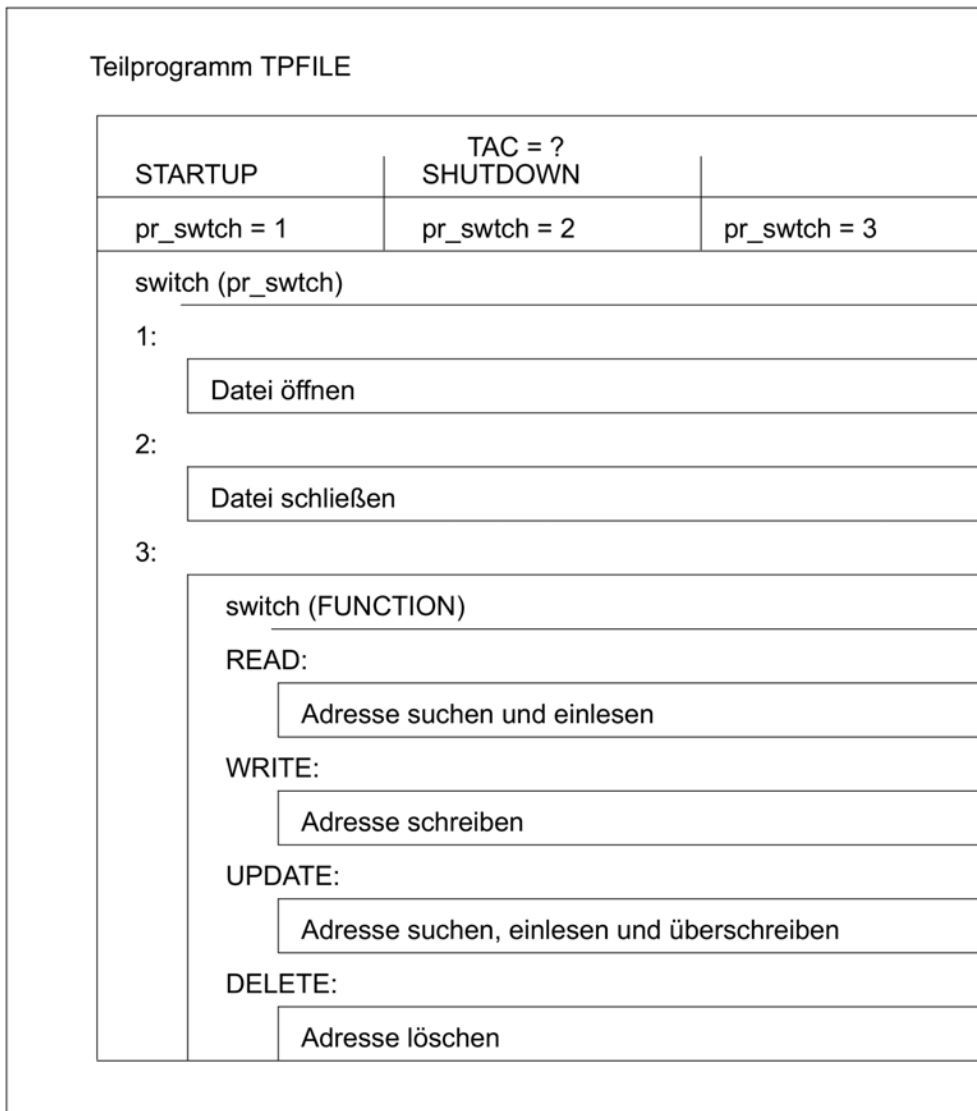 Teilprogramm TPFILE
TAC = ?
STARTUP SHUTDOWN
pr_swtch = 1 pr_swtch = 2 pr_swtch = 3
switch (pr_swtch)
1:
Datei öffnen
2:
Datei schließen
3:
switch (FUNCTION)
READ:
Adresse suchen und einlesen
WRITE:
Adresse schreiben
UPDATE:
Adresse suchen, einlesen und überschreiben
DELETE:
Adresse löschen